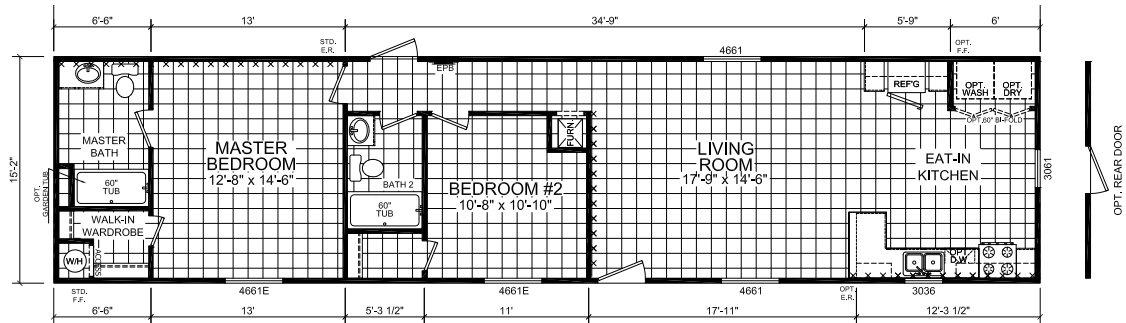 6'-6"
13'
34'-9"
5'-9"
6'
STD.
E.R.
4661
OPT.
F.F.
EPB
REF'G
OPT.
WASH
OPT.
DRY
OPT.60" BI-FOLD
15'-2"
MASTER
BATH
MASTER
BEDROOM
12'-8" x 14'-6"
FURN.
LIVING
ROOM
17'-9" x 14'-6"
EAT-IN
KITCHEN
3061
OPT. REAR DOOR
OPT.
GARDEN TUB
60"
TUB
BATH 2
60"
TUB
BEDROOM #2
10'-8" x 10'-10"
WALK-IN
WARDROBE
W/H
ACCESS
OPT
D.W.
STD.
F.F.
4661E
4661E
4661
OPT.
E.R.
3036
6'-6"
13'
5'-3 1/2"
11'
17'-11"
12'-3 1/2"